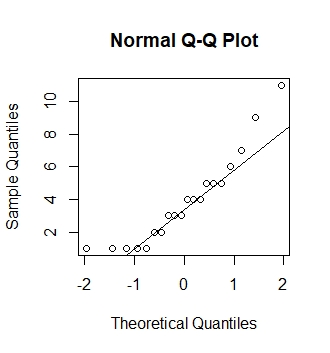 Normal Q-Q Plot
Sample Quantiles
10
8
6
4
2
-2 -1 0 1 2
Theoretical Quantiles